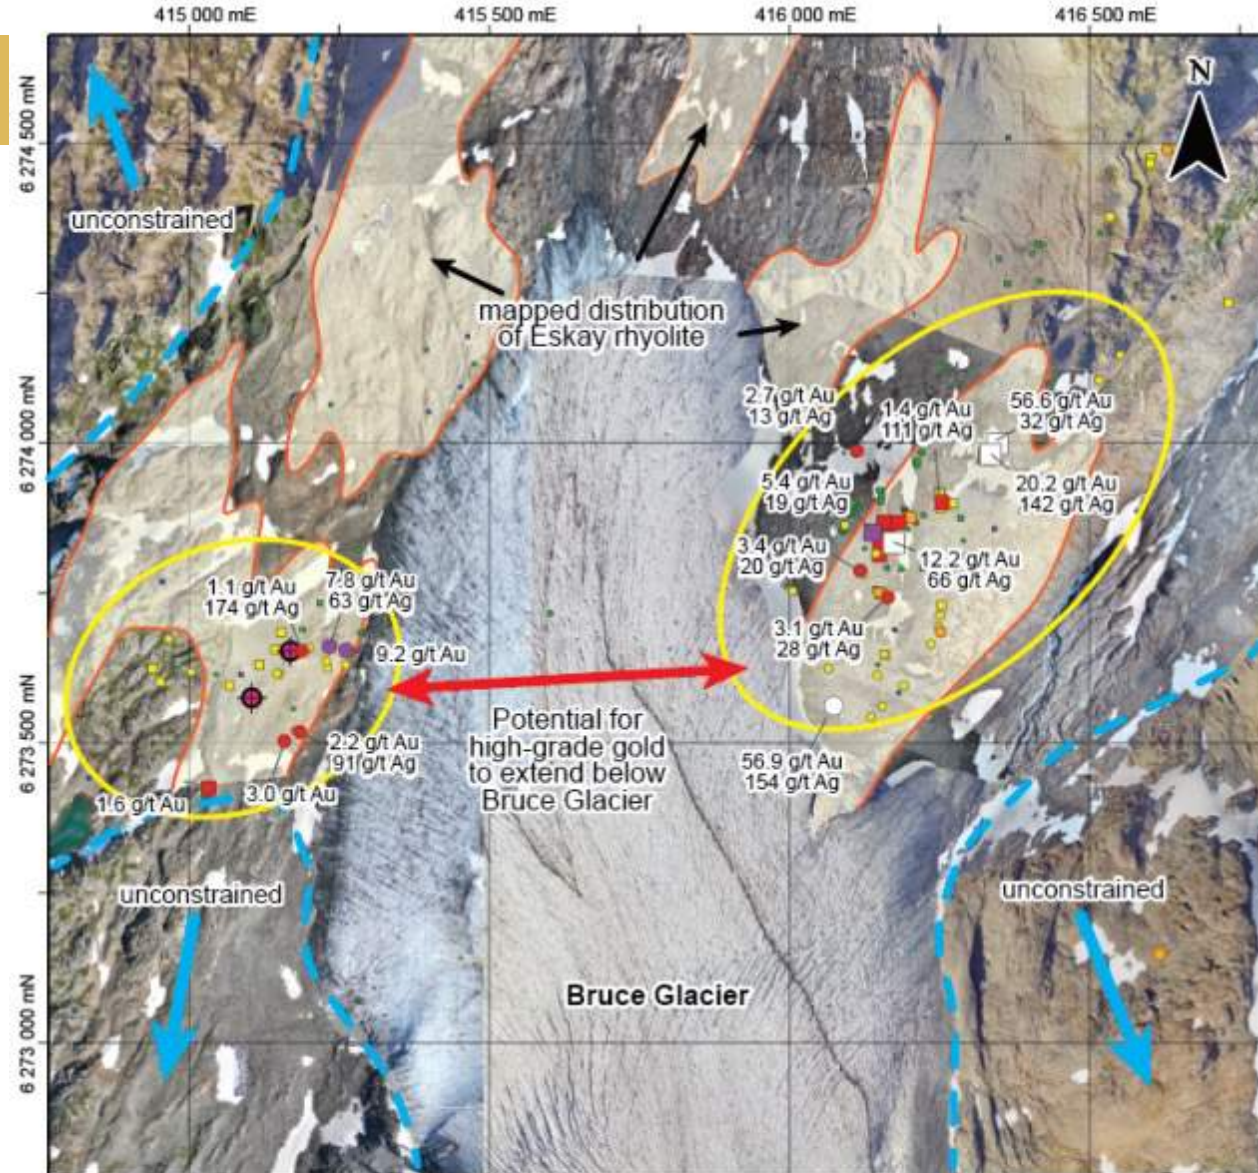 415 000 mE
415 500 mE
416 000 mE
416 500 mE
6 274 500 mN
N
unconstrained
mapped distribution
of Eskay rhyolite
6 274 000 mN
2.7 g/t Au
13 g/t Ag
1.4 g/t Au
111 g/t Ag
56.6 g/t Au
32 g/t Ag
5.4 g/t Au
19 g/t Ag
20.2 g/t Au
142 g/t Ag
3.4 g/t Au
20 g/t Ag
12.2 g/t Au
66 g/t Ag
1.1 g/t Au
174 g/t Ag
7.8 g/t Au
63 g/t Ag
3.1 g/t Au
28 g/t Ag
9.2 g/t Au
6 273 500 mN
Potential for
high-grade gold
to extend below
Bruce Glacier
2.2 g/t Au
91 g/t Ag
56.9 g/t Au
154 g/t Ag
1.6 g/t Au
3.0 g/t Au
unconstrained
unconstrained
Bruce Glacier
6 273 000 mN